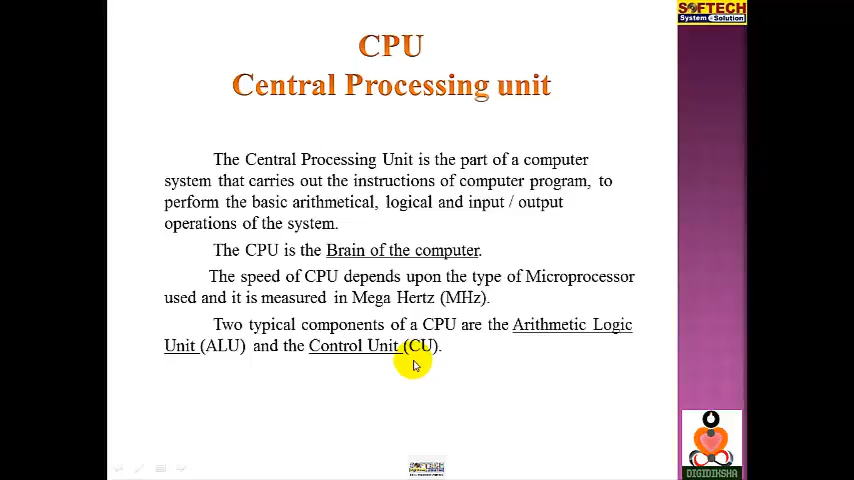 SOFTECH
System e Solution
CPU
Central Processing unit
The Central Processing Unit is the part of a computer
system that carries out the instructions of computer program, to
perform the basic arithmetical, logical and input / output
operations of the system.
The CPU is the Brain of the computer.
The speed of CPU depends upon the type of Microprocessor
used and it is measured in Mega Hertz (MHz).
Two typical components of a CPU are the Arithmetic Logic
Unit (ALU) and the Control Unit (CU).
DIGIDIKSHA